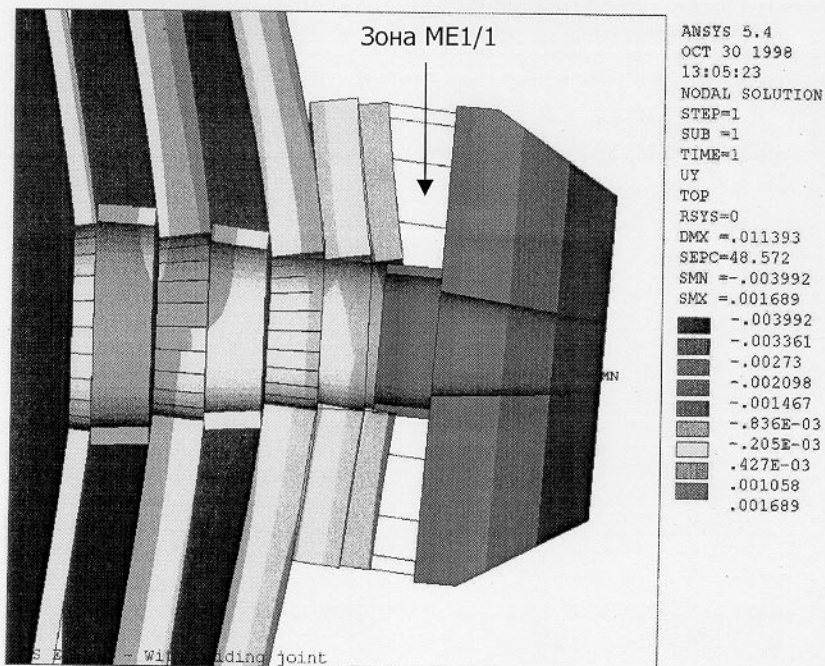 Зона ME1/1
ANSYS 5.4
OCT 30 1998
13:05:23
NODAL SOLUTION
STEP=1
SUB =1
TIME=1
UY
TOP
RSYS=0
DMX =.011393
SEPC=48.572
SMN =-.003992
SMX =.001689
-.003992
-.003361
-.00273
-.002098
-.001467
-.836E-03
-.205E-03
.427E-03
.001058
.001689
MN
joint